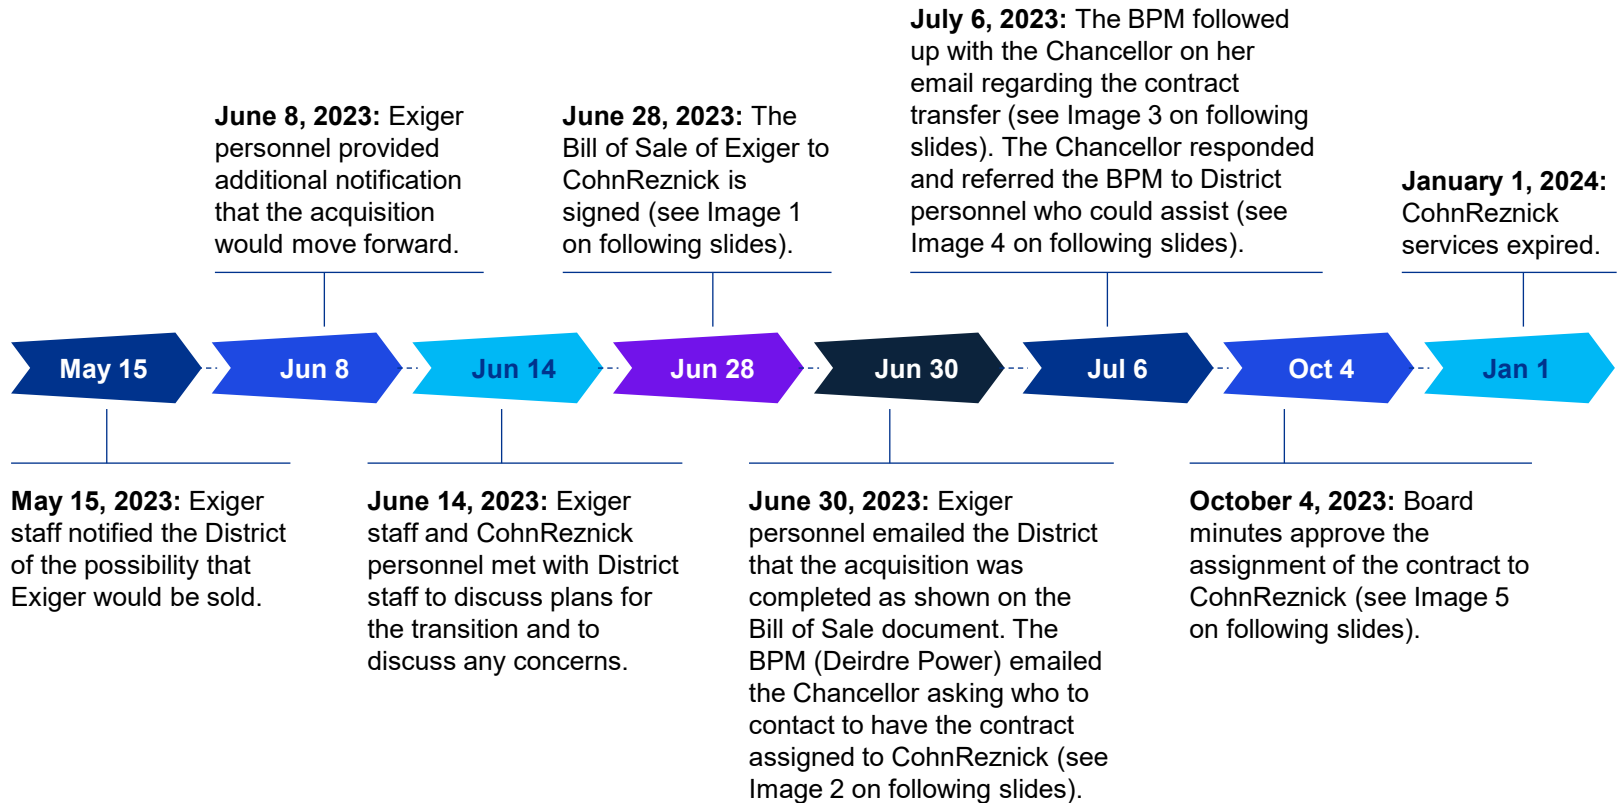 July 6, 2023: The BPM followed
up with the Chancellor on her
email regarding the contract
transfer (see Image 3 on following
slides). The Chancellor responded
and referred the BPM to District
personnel who could assist (see
Image 4 on following slides).
June 8, 2023: Exiger
personnel provided
additional notification
that the acquisition
would move forward.
June 28, 2023: The
Bill of Sale of Exiger to
CohnReznick is
signed (see Image 1
on following slides).
January 1, 2024:
CohnReznick
services expired.
May 15
Jun 8
Jun 14
Jun 28
Jun 30
Jul 6
Oct 4
Jan 1
May 15, 2023: Exiger
staff notified the District
of the possibility that
Exiger would be sold.
June 14, 2023: Exiger
staff and CohnReznick
personnel met with District
staff to discuss plans for
the transition and to
discuss any concerns.
June 30, 2023: Exiger
personnel emailed the District
that the acquisition was
completed as shown on the
Bill of Sale document. The
BPM (Deirdre Power) emailed
the Chancellor asking who to
contact to have the contract
assigned to CohnReznick (see
Image 2 on following slides).
October 4, 2023: Board
minutes approve the
assignment of the contract to
CohnReznick (see Image 5
on following slides).